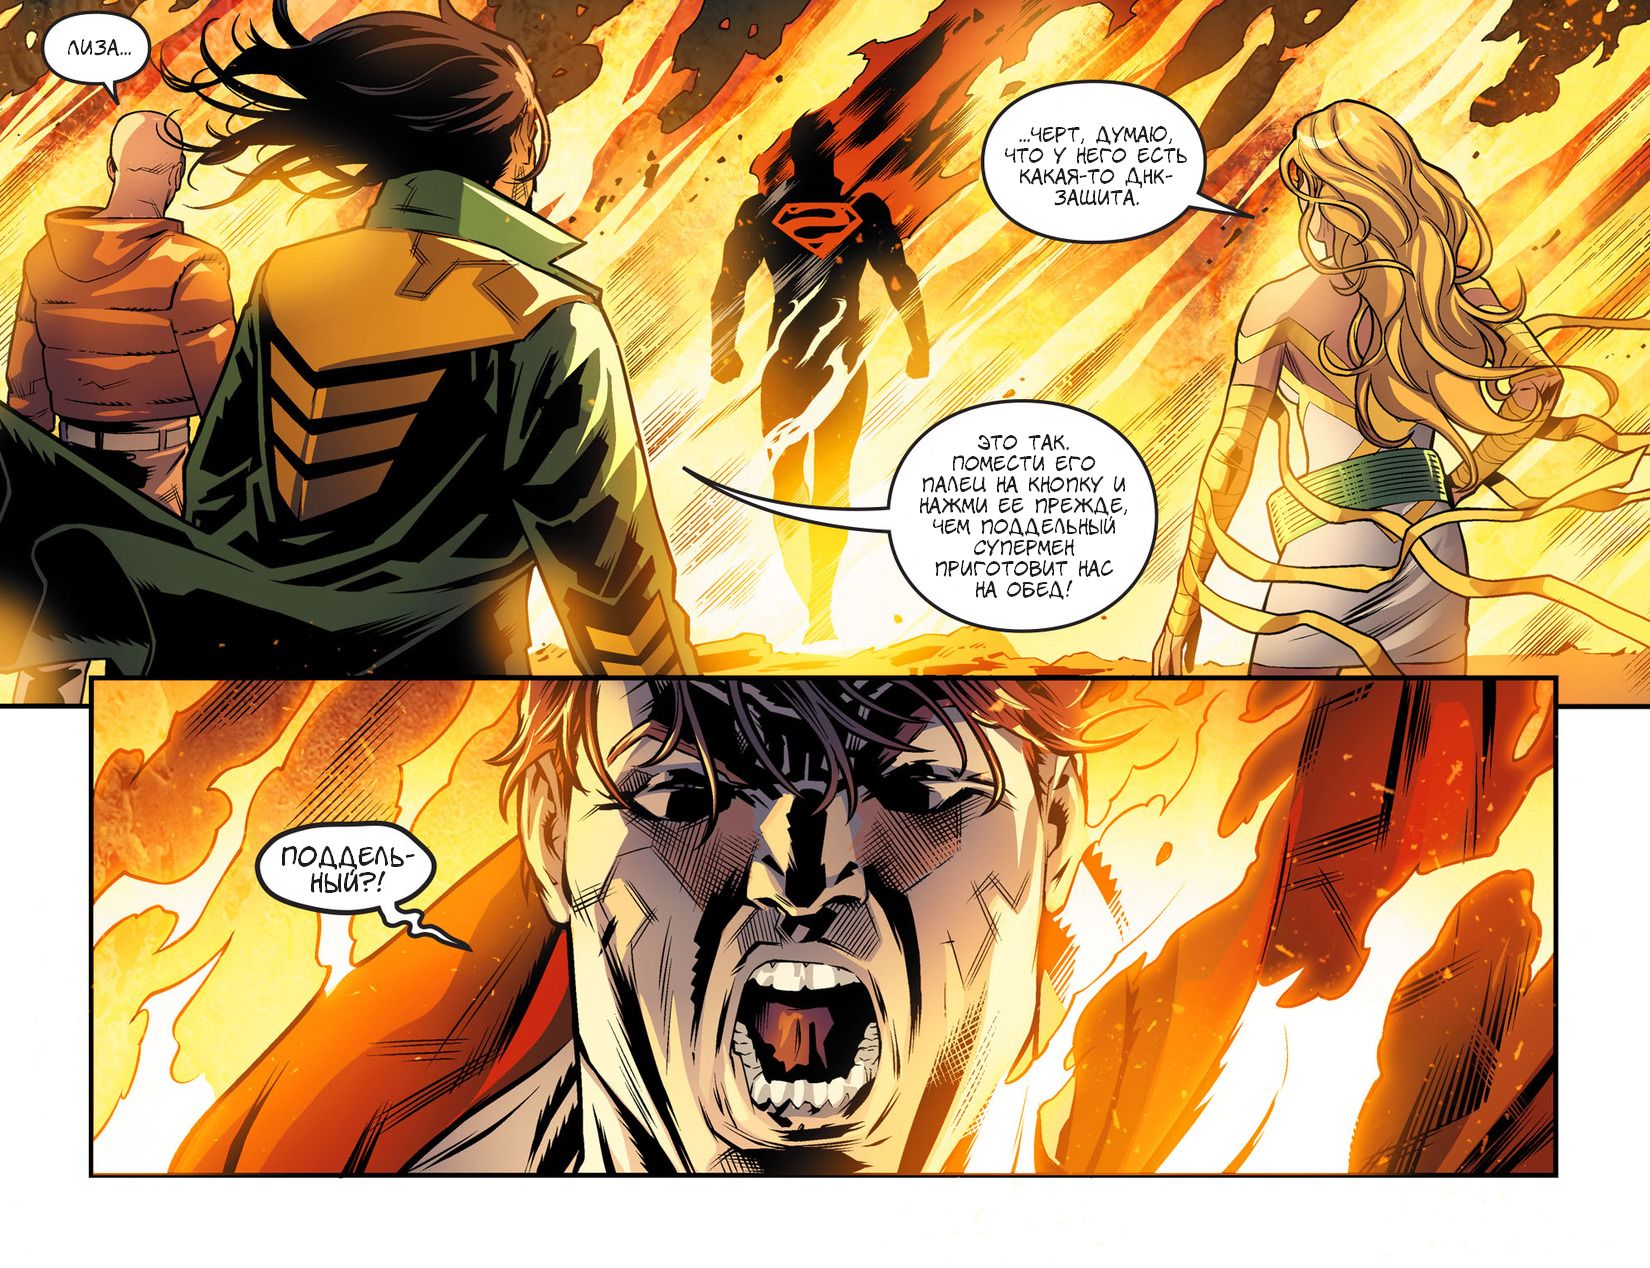 ЛИЗА...
...ЧЕРТ, ДУМАЮ,
ЧТО У НЕГО ЕСТЬ
КАКАЯ-ТО ДНК-
ЗАШИТА.
ЭТО ТАК.
ПОМЕСТИ ЕГО
ПАЛЕЦ НА КНОПКУ И
НАЖМИ ЕЕ ПРЕЖДЕ,
ЧЕМ ПОДДЕЛЬНЫЙ
СУПЕРМЕН
ПРИГОТОВИТ НАС
НА ОБЕД!
ПОДДЕЛЬ-
НЫЙ?!